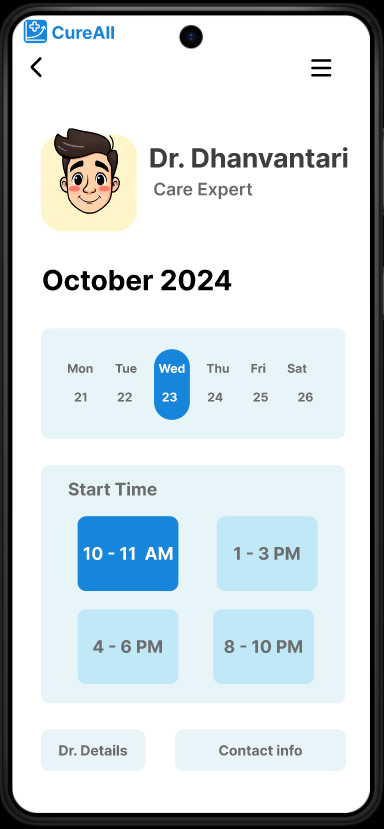 CureAll
Dr. Dhanvantari
Care Expert
October 2024
Mon Tue Wed Thu Fri Sat
21 22 23 24 25 26
Start Time
10 - 11 AM 1 - 3 PM
4 - 6 PM 8 - 10 PM
Dr. Details Contact info